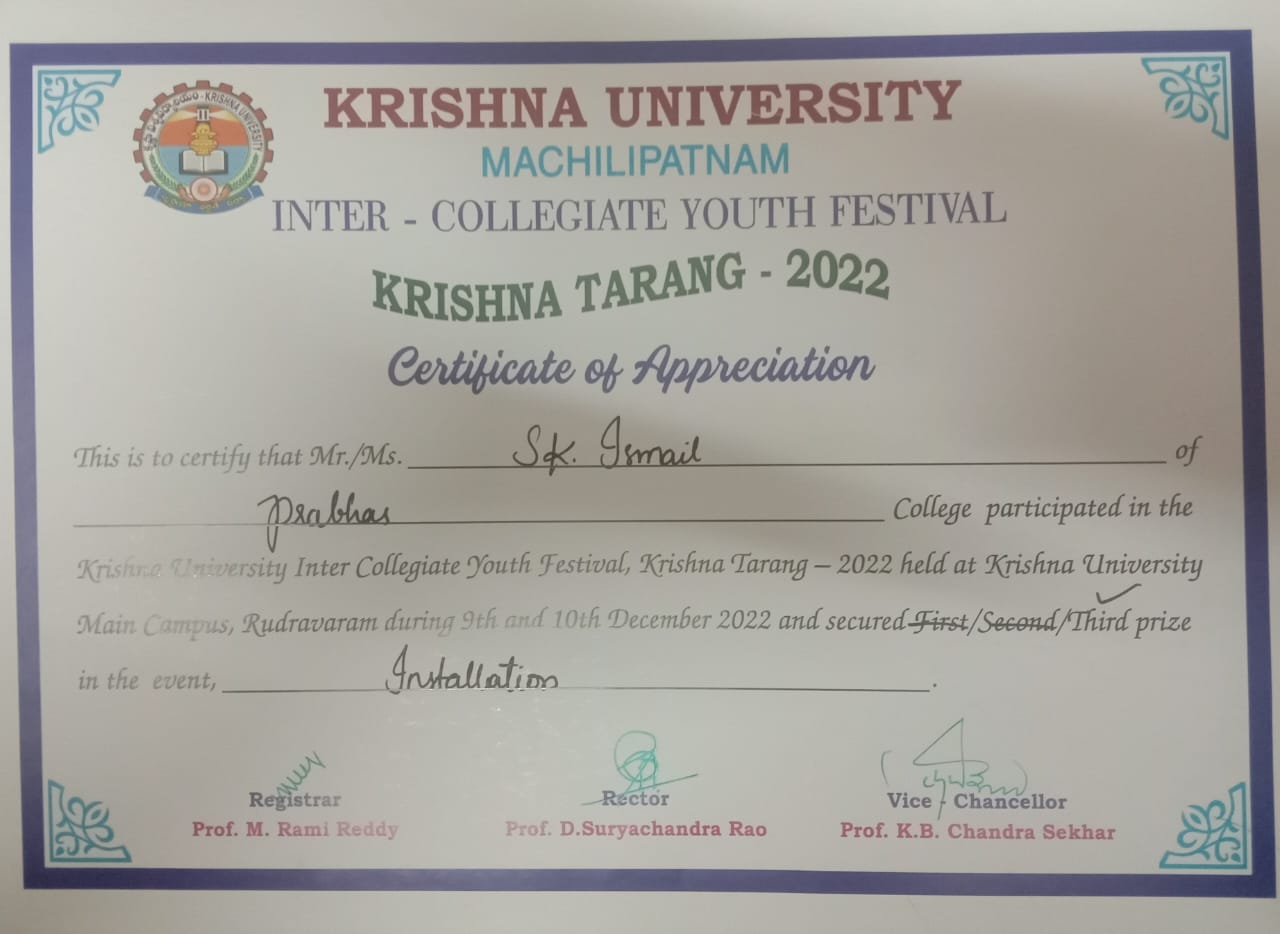 KRISHNA UNIVERSITY
MACHILIPATNAM
INTER - COLLEGIATE YOUTH FESTIVAL
KRISHNA TARANG - 2022
Certificate of Appreciation
This is to certify that Mr./Ms. Sk. Ismail of
Prabhas College participated in the
Krishna University Inter Collegiate Youth Festival, Krishna Tarang – 2022 held at Krishna University
Main Campus, Rudravaram during 9th and 10th December 2022 and secured First/Second/Third prize
in the event, Installation.
Registrar Rector Vice - Chancellor
Prof. M. Rami Reddy Prof. D.Suryachandra Rao Prof. K.B. Chandra Sekhar
KRISHNA UNIVERSITY